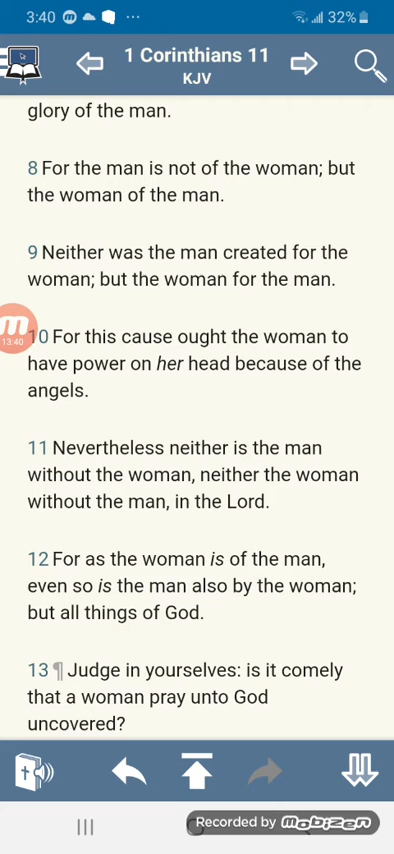 3:40
32%
1 Corinthians 11
KJV
glory of the man.
8 For the man is not of the woman; but
the woman of the man.
9 Neither was the man created for the
woman; but the woman for the man.
13:40
10 For this cause ought the woman to
have power on her head because of the
angels.
11 Nevertheless neither is the man
without the woman, neither the woman
without the man, in the Lord.
12 For as the woman is of the man,
even so is the man also by the woman;
but all things of God.
13 ¶ Judge in yourselves: is it comely
that a woman pray unto God
uncovered?
Recorded by mobizen